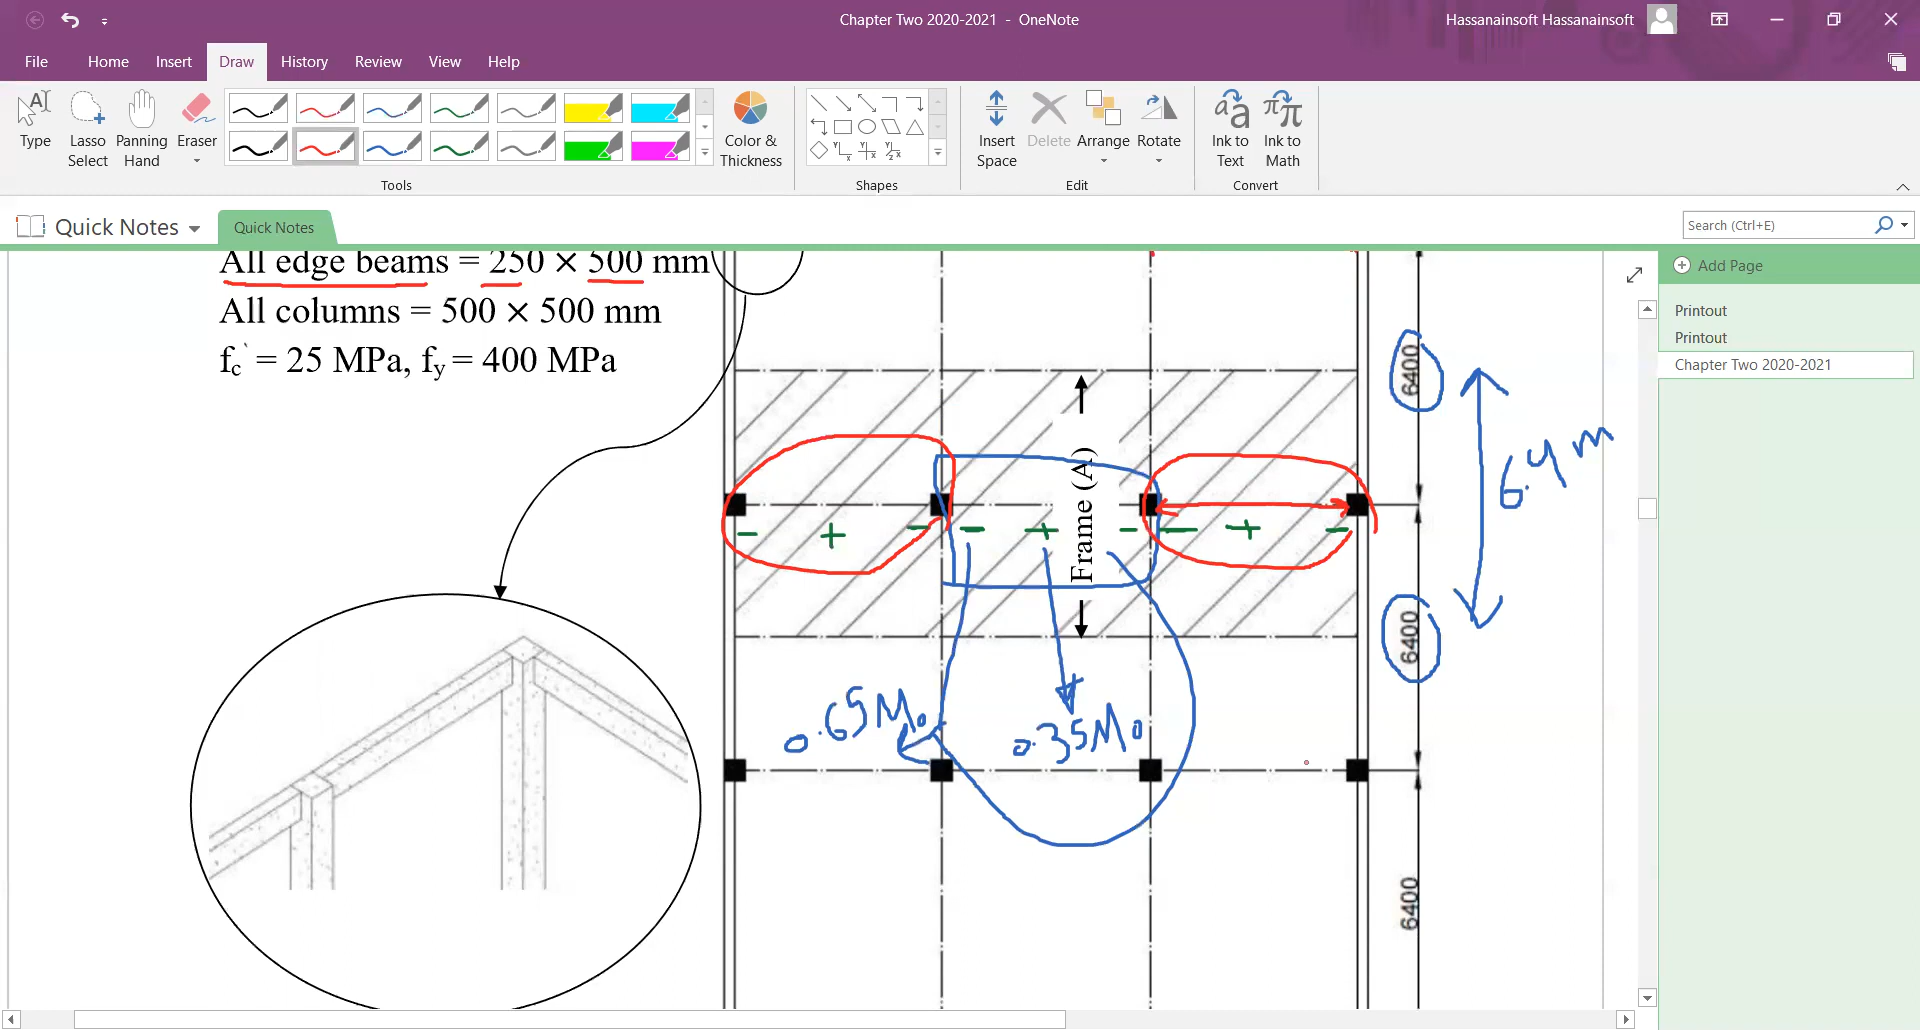 Chapter Two 2020-2021 - OneNote
Hassanainsoft Hassanainsoft
File Home Insert Draw History Review View Help
Type
Lasso Select
Panning Hand
Eraser
Color & Thickness
Insert Space
Delete
Arrange
Rotate
Ink to Text
Ink to Math
Tools
Shapes
Edit
Convert
Quick Notes
Quick Notes
Search (Ctrl+E)
Add Page
Printout
Printout
Chapter Two 2020-2021
All edge beams = 250 × 500 mm
All columns = 500 × 500 mm
fc` = 25 MPa, fy = 400 MPa
6400
6.4 m
Frame (A)
- + - - + - - + -
6400
0.65Mo
0.35Mo
6400